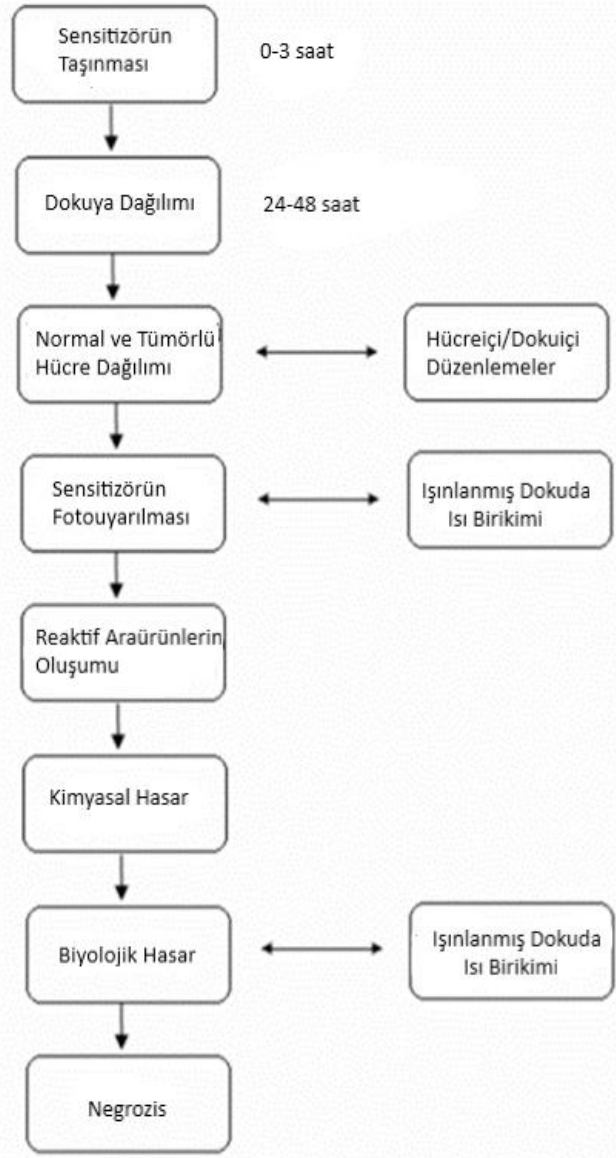 Sensitizörün
Taşınması
0-3 saat
Dokuya Dağılımı
24-48 saat
Normal ve Tümörlü
Hücre Dağılımı
Hücreiçi/Dokuiçi
Düzenlemeler
Sensitizörün
Fotouyarılması
Işınlanmış Dokuda
Isı Birikimi
Reaktif Araürünlerin
Oluşumu
Kimyasal Hasar
Biyolojik Hasar
Işınlanmış Dokuda
Isı Birikimi
Negrozis